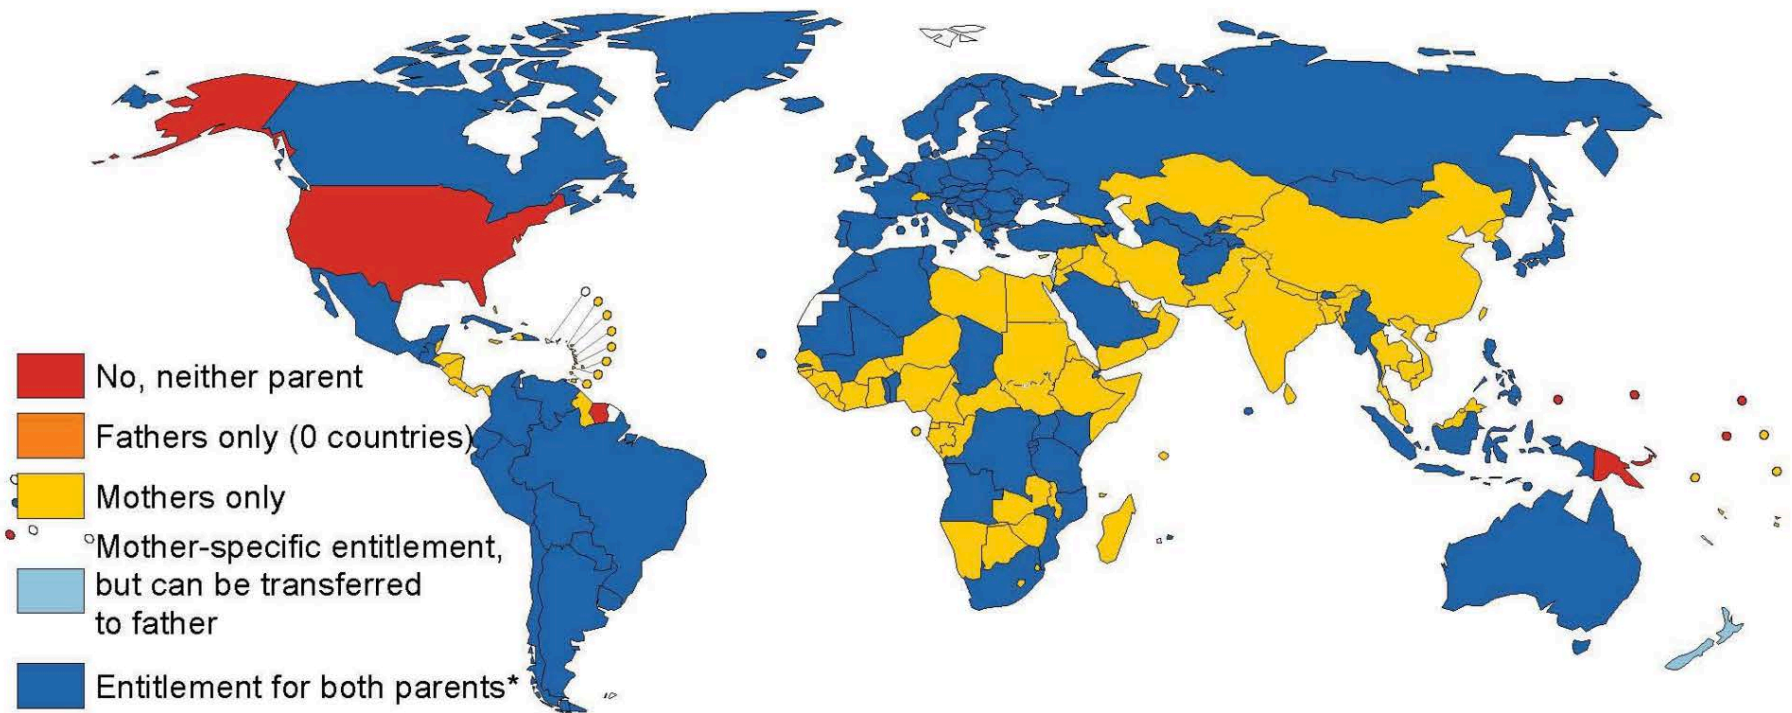 No, neither parent
Fathers only (0 countries)
Mothers only
Mother-specific entitlement,
but can be transferred
to father
Entitlement for both parents*